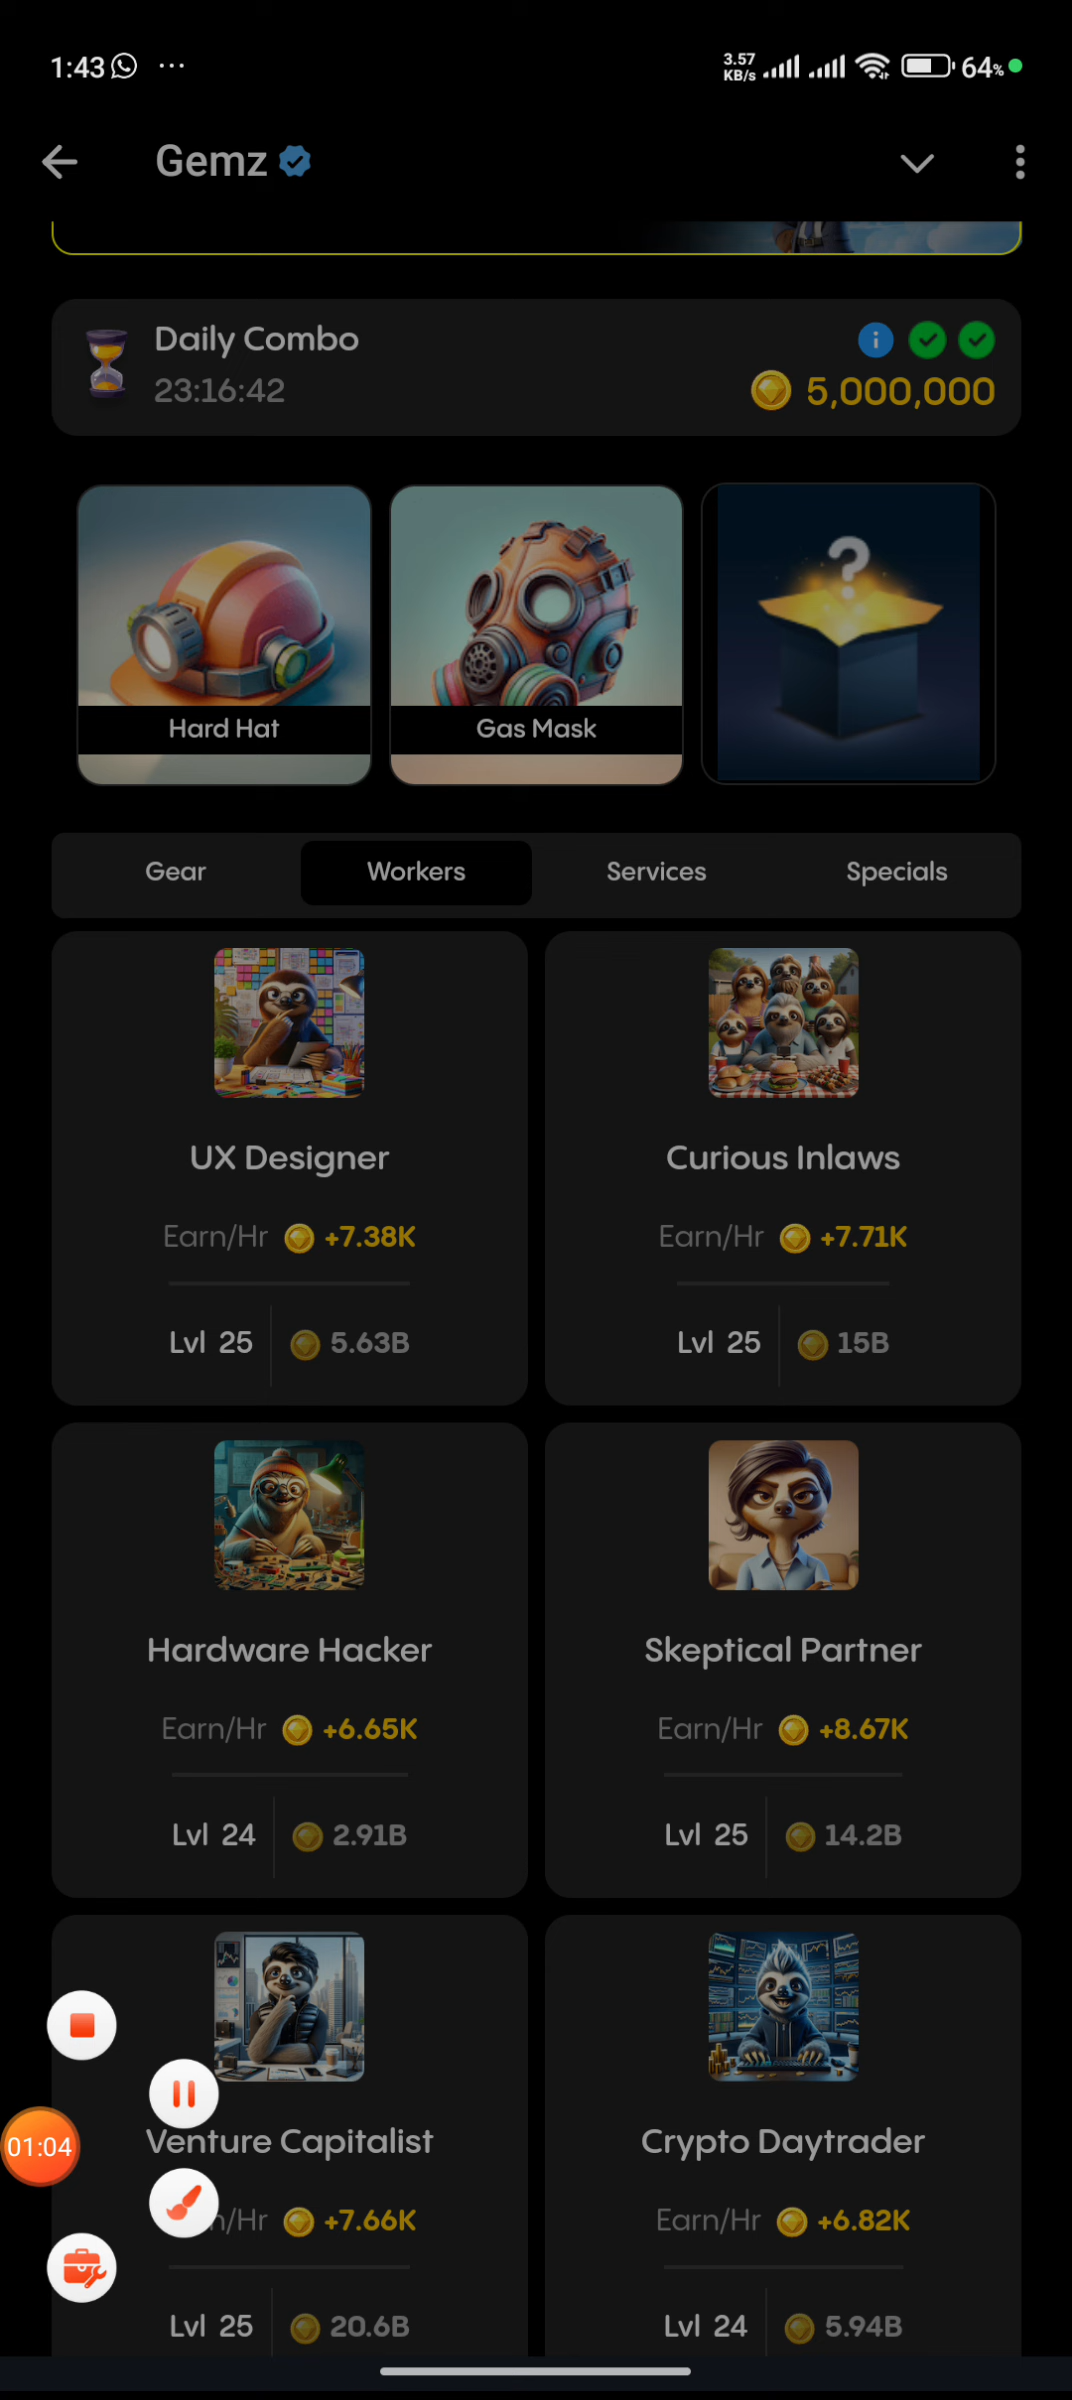 1:43 ... 3.57 KB/s 64%
Gemz
Daily Combo
23:16:42
5,000,000
?
Hard Hat Gas Mask
Gear Workers Services Specials
UX Designer Curious Inlaws
Earn/Hr +7.38K Earn/Hr +7.71K
Lvl 25 5.63B Lvl 25 15B
Hardware Hacker Skeptical Partner
Earn/Hr +6.65K Earn/Hr +8.67K
Lvl 24 2.91B Lvl 25 14.2B
01:04
Venture Capitalist Crypto Daytrader
n/Hr +7.66K Earn/Hr +6.82K
Lvl 25 20.6B Lvl 24 5.94B